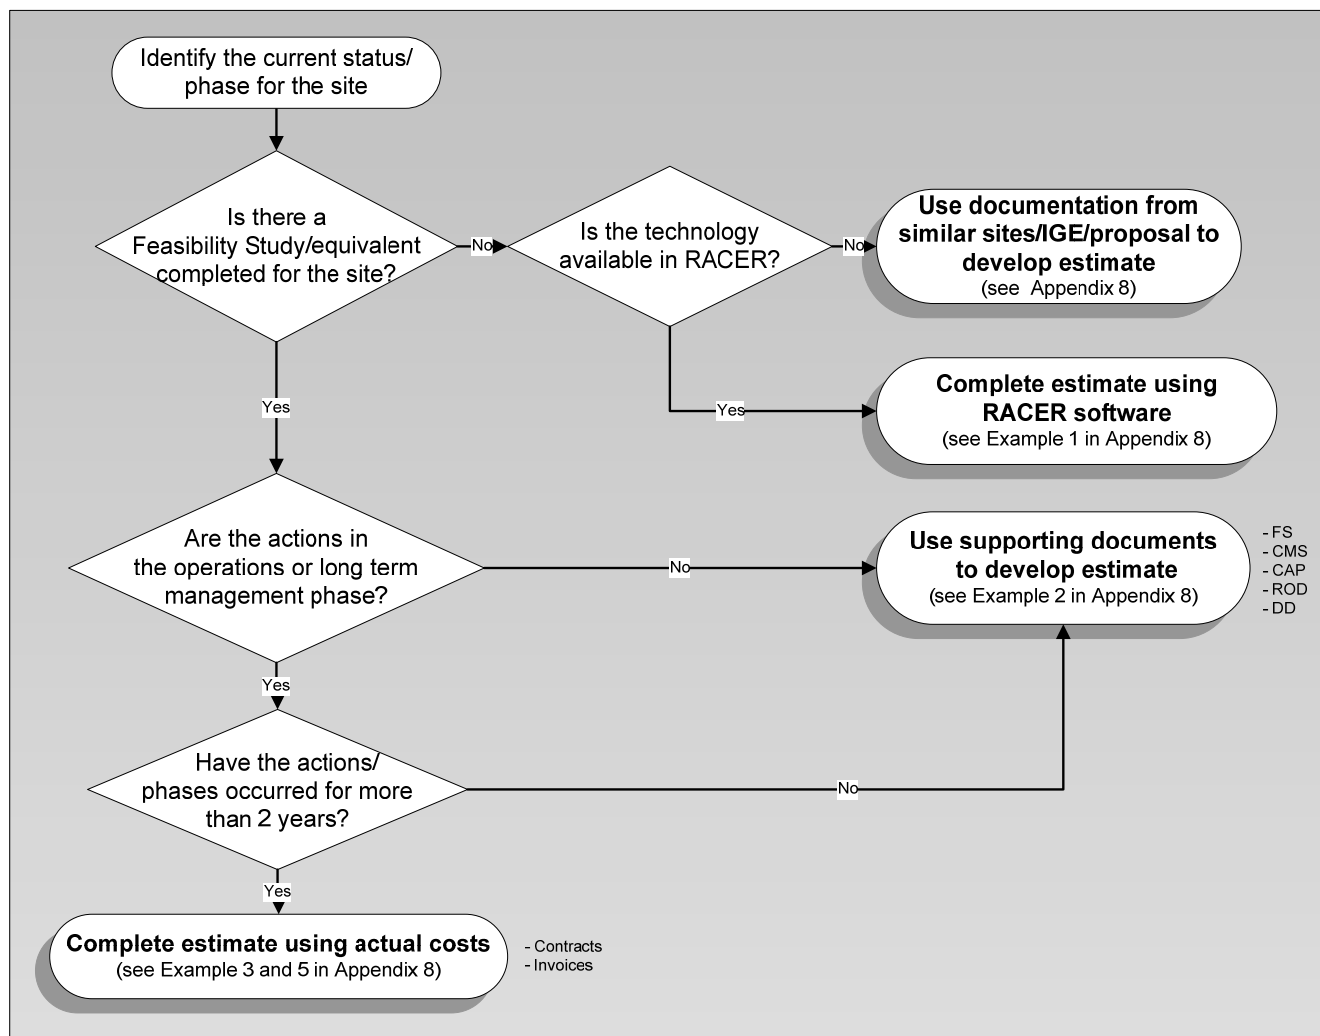 Identify the current status/
phase for the site
Is there a
Feasibility Study/equivalent
completed for the site?
No
Is the technology
available in RACER?
No
Use documentation from
similar sites/IGE/proposal to
develop estimate
(see Appendix 8)
Yes
Complete estimate using
RACER software
(see Example 1 in Appendix 8)
Yes
Are the actions in
the operations or long term
management phase?
No
Use supporting documents
to develop estimate
(see Example 2 in Appendix 8)
- FS
- CMS
- CAP
- ROD
- DD
Yes
Have the actions/
phases occurred for more
than 2 years?
No
Yes
Complete estimate using actual costs
(see Example 3 and 5 in Appendix 8)
- Contracts
- Invoices